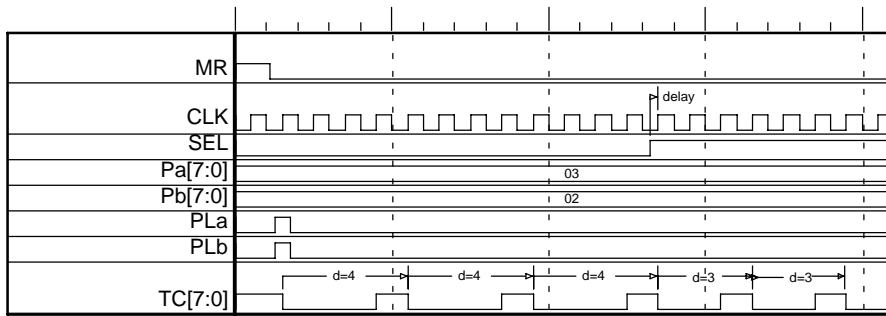 MR
delay
CLK
SEL
Pa[7:0] 03
Pb[7:0] 02
PLa
PLb
d=4 d=4 d=4 d=3 d=3
TC[7:0]